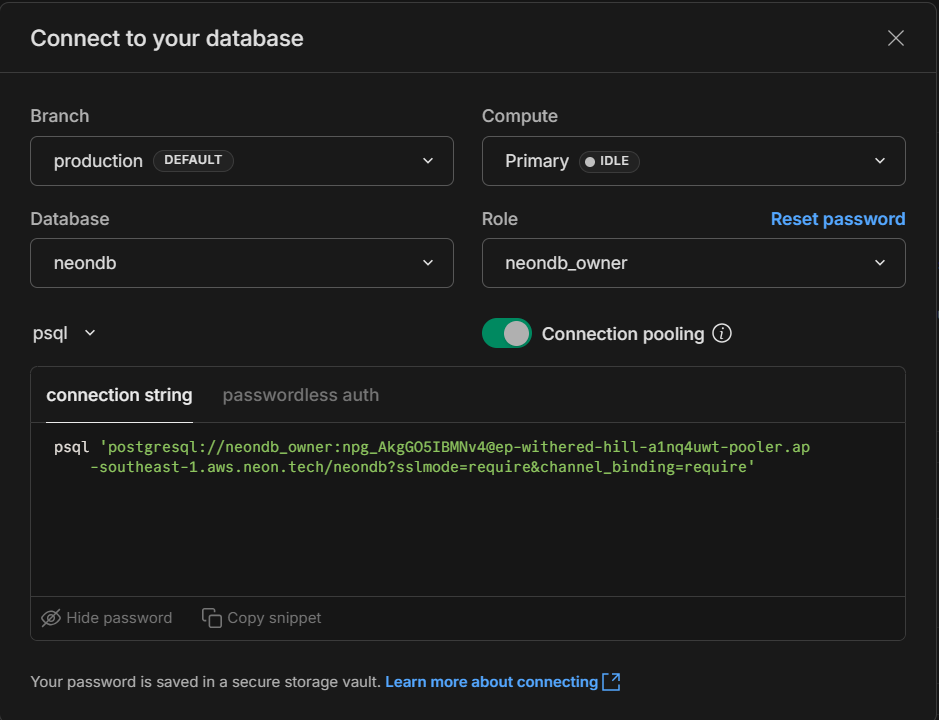 Connect to your database
Branch
Compute
production DEFAULT
Primary IDLE
Database
Role
Reset password
neondb
neondb_owner
psql
Connection pooling
connection string
passwordless auth
psql 'postgresql://neondb_owner:npg_AkgGO5IBMNv4@ep-withered-hill-a1nq4uwt-pooler.ap
-southeast-1.aws.neon.tech/neondb?sslmode=require&channel_binding=require'
Hide password
Copy snippet
Your password is saved in a secure storage vault. Learn more about connecting